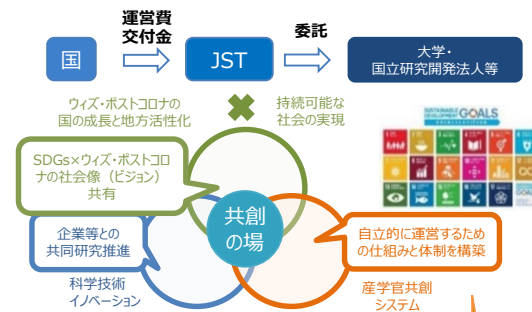 運営費
交付金
委託
国
JST
大学・
国立研究開発法人等
ウィズ・ポストコロナの
国の成長と地方活性化
持続可能な
社会の実現
SUSTAINABLE DEVELOPMENT GOALS
SDGs×ウィズ・ポストコロ
ナの社会像（ビジョン）
共有
共創
の場
企業等との
共同研究推進
自立的に運営するため
の仕組みと体制を構築
科学技術
イノベーション
産学官共創
システム